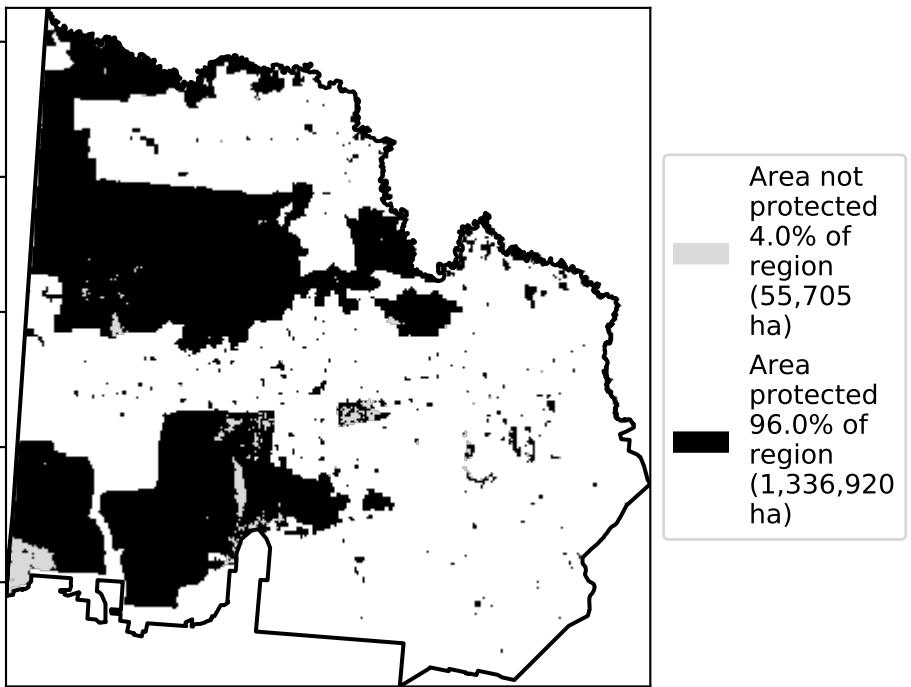 Area not
protected
4.0% of
region
(55,705
ha)
Area
protected
96.0% of
region
(1,336,920
ha)